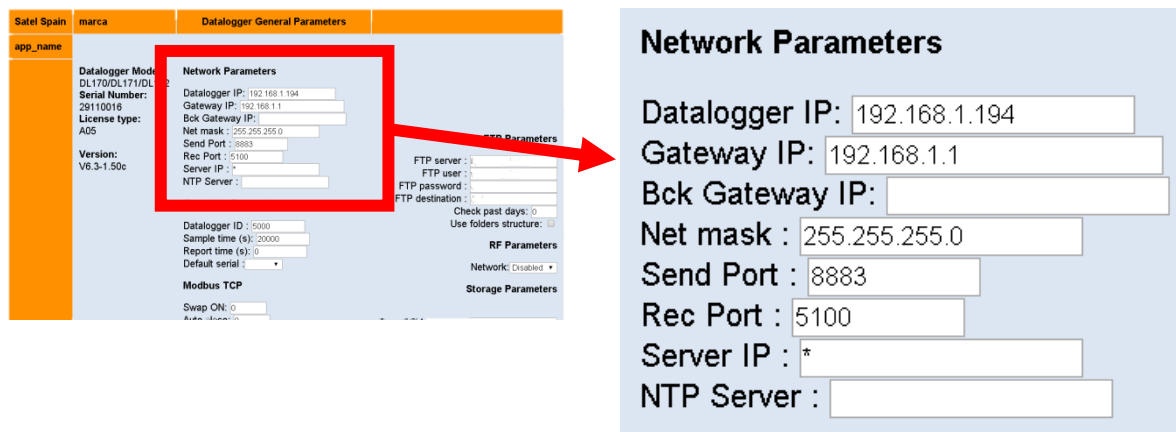 Satel Spain marca Datalogger General Parameters
app_name
Datalogger
DL170/DL171/
Serial Number:
29110016
License type:
A05
Version:
V6.3-1.50c
Network Parameters
Datalogger IP: 192.168.1.194
Gateway IP: 192.168.1.1
Bck Gateway IP:
Net mask : 255.255.255.0
Send Port : 8883
Rec Port : 5100
Server IP : *
NTP Server :
Datalogger ID : 5000
Sample time (s): 20000
Report time (s): 0
Default serial :
Modbus TCP
Swap ON: 0
Parameters
FTP server :
FTP user :
FTP password :
FTP destination :
Check past days: 0
Use folders structure:
RF Parameters
Network: Disabled
Storage Parameters
Network Parameters
Datalogger IP: 192.168.1.194
Gateway IP: 192.168.1.1
Bck Gateway IP:
Net mask : 255.255.255.0
Send Port : 8883
Rec Port : 5100
Server IP : *
NTP Server :